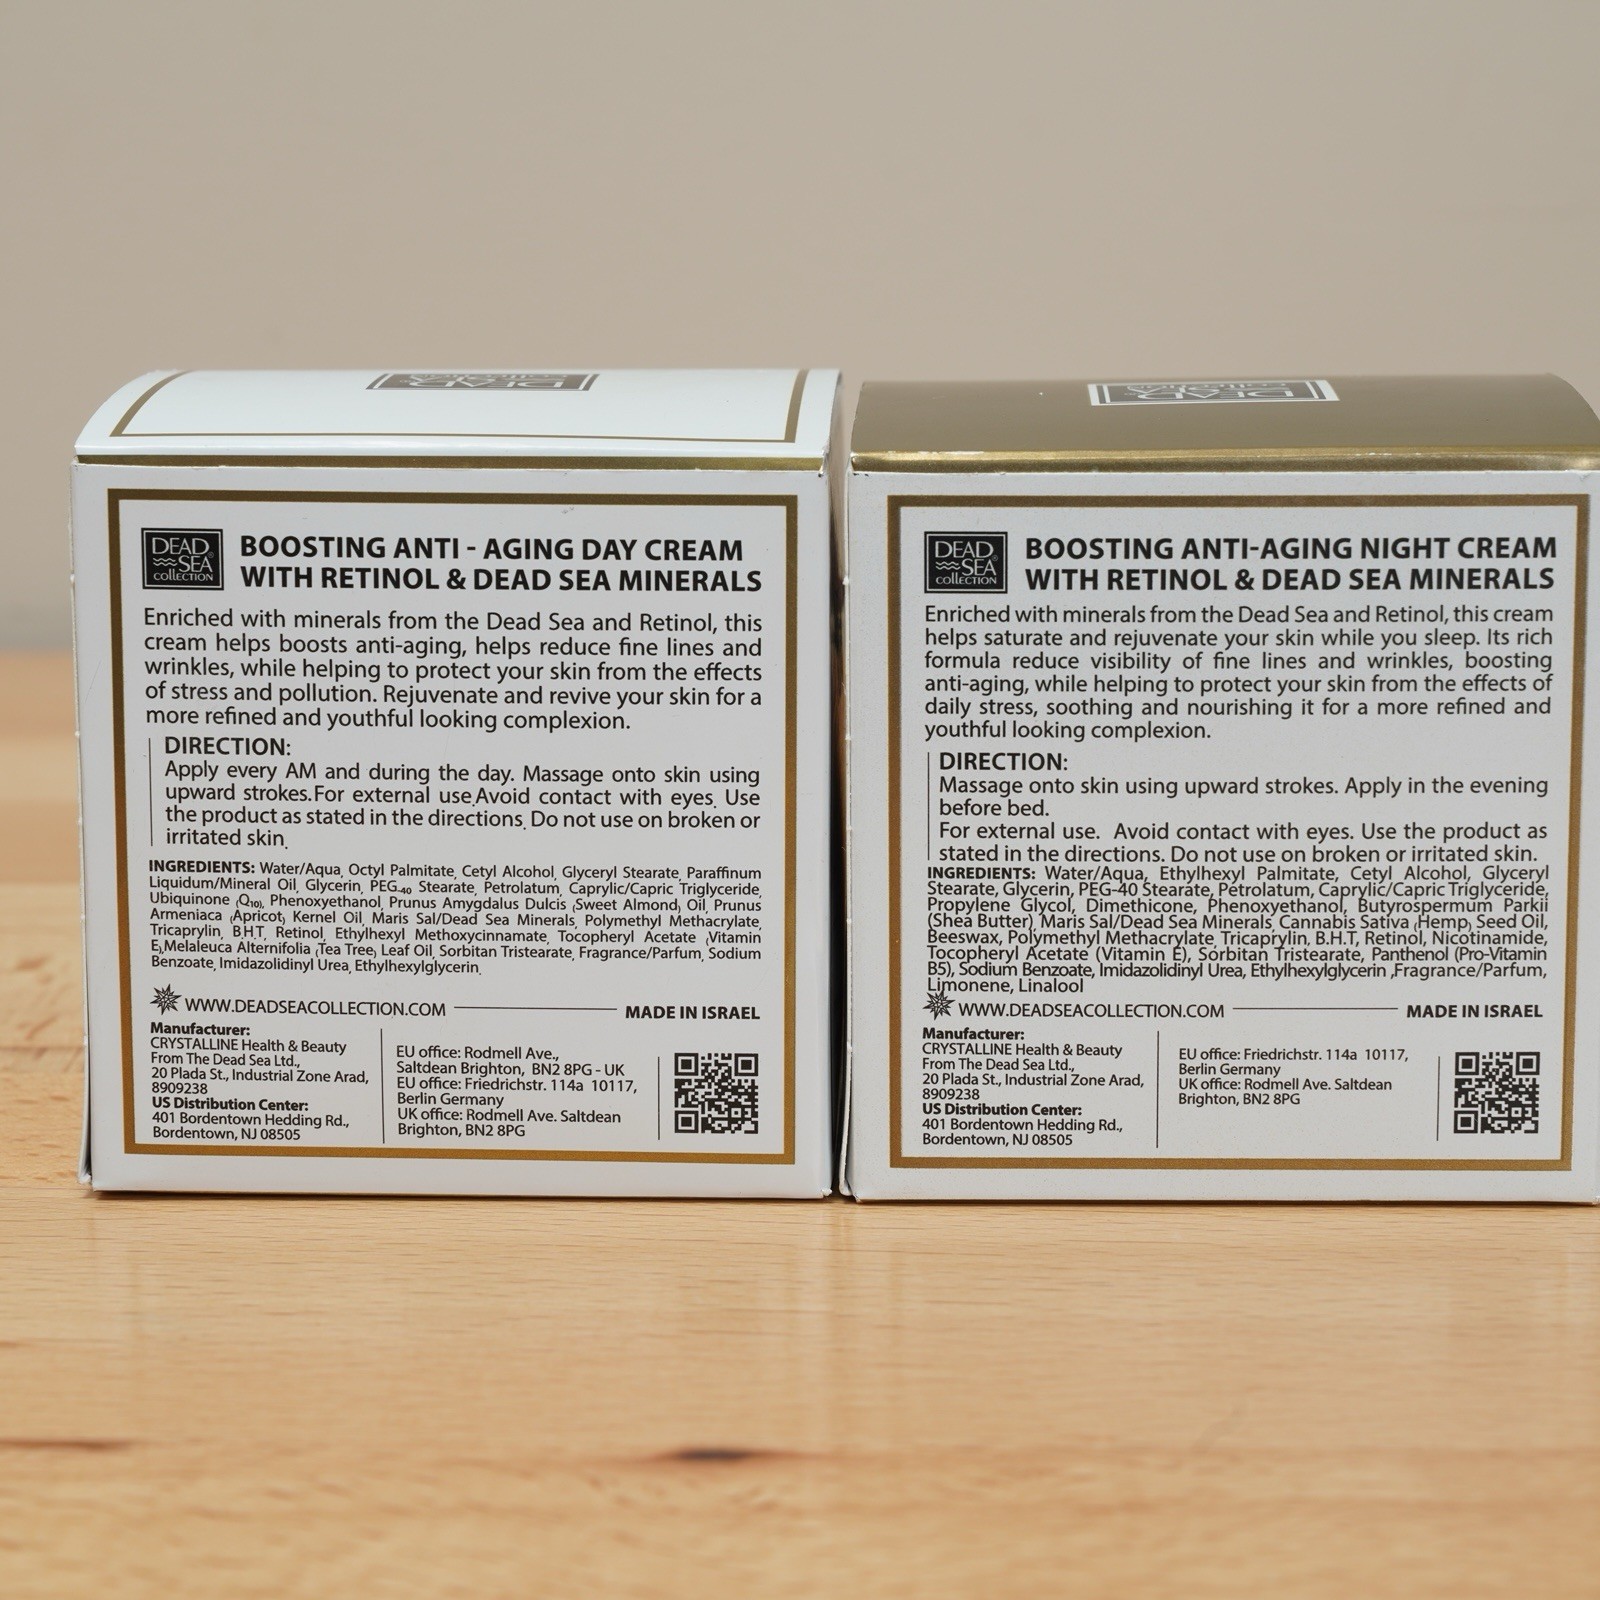 DEAD
SEA
collection
BOOSTING ANTI - AGING DAY CREAM
WITH RETINOL & DEAD SEA MINERALS
Enriched with minerals from the Dead Sea and Retinol, this
cream helps boosts anti-aging, helps reduce fine lines and
wrinkles, while helping to protect your skin from the effects
of stress and pollution. Rejuvenate and revive your skin for a
more refined and youthful looking complexion.
DIRECTION:
Apply every AM and during the day. Massage onto skin using
upward strokes.For external use.Avoid contact with eyes. Use
the product as stated in the directions. Do not use on broken or
irritated skin.
INGREDIENTS: Water/Aqua, Octyl Palmitate, Cetyl Alcohol, Glyceryl Stearate, Paraffinum
Liquidum/Mineral Oil, Glycerin, PEG-40 Stearate, Petrolatum, Caprylic/Capric Triglyceride,
Ubiquinone (Q10), Phenoxyethanol, Prunus Amygdalus Dulcis (Sweet Almond) Oil, Prunus
Armeniaca (Apricot) Kernel Oil, Maris Sal/Dead Sea Minerals, Polymethyl Methacrylate,
Tricaprylin, B.H.T, Retinol, Ethylhexyl Methoxycinnamate, Tocopheryl Acetate (Vitamin
E),Melaleuca Alternifolia (Tea Tree) Leaf Oil, Sorbitan Tristearate, Fragrance/Parfum, Sodium
Benzoate, Imidazolidinyl Urea, Ethylhexylglycerin.
WWW.DEADSEACOLLECTION.COM MADE IN ISRAEL
Manufacturer:
CRYSTALLINE Health & Beauty
From The Dead Sea Ltd.,
20 Plada St., Industrial Zone Arad,
8909238
US Distribution Center:
401 Bordentown Hedding Rd.,
Bordentown, NJ 08505
EU office: Rodmell Ave.,
Saltdean Brighton, BN2 8PG - UK
EU office: Friedrichstr. 114a 10117,
Berlin Germany
UK office: Rodmell Ave. Saltdean
Brighton, BN2 8PG
DEAD
SEA
collection
BOOSTING ANTI-AGING NIGHT CREAM
WITH RETINOL & DEAD SEA MINERALS
Enriched with minerals from the Dead Sea and Retinol, this cream
helps saturate and rejuvenate your skin while you sleep. Its rich
formula reduce visibility of fine lines and wrinkles, boosting
anti-aging, while helping to protect your skin from the effects of
daily stress, soothing and nourishing it for a more refined and
youthful looking complexion.
DIRECTION:
Massage onto skin using upward strokes. Apply in the evening
before bed.
For external use. Avoid contact with eyes. Use the product as
stated in the directions. Do not use on broken or irritated skin.
INGREDIENTS: Water/Aqua, Ethylhexyl Palmitate, Cetyl Alcohol, Glyceryl
Stearate, Glycerin, PEG-40 Stearate, Petrolatum, Caprylic/Capric Triglyceride,
Propylene Glycol, Dimethicone, Phenoxyethanol, Butyrospermum Parkii
(Shea Butter), Maris Sal/Dead Sea Minerals, Cannabis Sativa (Hemp) Seed Oil,
Beeswax, Polymethyl Methacrylate, Tricaprylin, B.H.T, Retinol, Nicotinamide,
Tocopheryl Acetate (Vitamin E), Sorbitan Tristearate, Panthenol (Pro-Vitamin
B5), Sodium Benzoate, Imidazolidinyl Urea, Ethylhexylglycerin ,Fragrance/Parfum,
Limonene, Linalool
WWW.DEADSEACOLLECTION.COM MADE IN ISRAEL
Manufacturer:
CRYSTALLINE Health & Beauty
From The Dead Sea Ltd.,
20 Plada St., Industrial Zone Arad,
8909238
US Distribution Center:
401 Bordentown Hedding Rd.,
Bordentown, NJ 08505
EU office: Friedrichstr. 114a 10117,
Berlin Germany
UK office: Rodmell Ave. Saltdean
Brighton, BN2 8PG